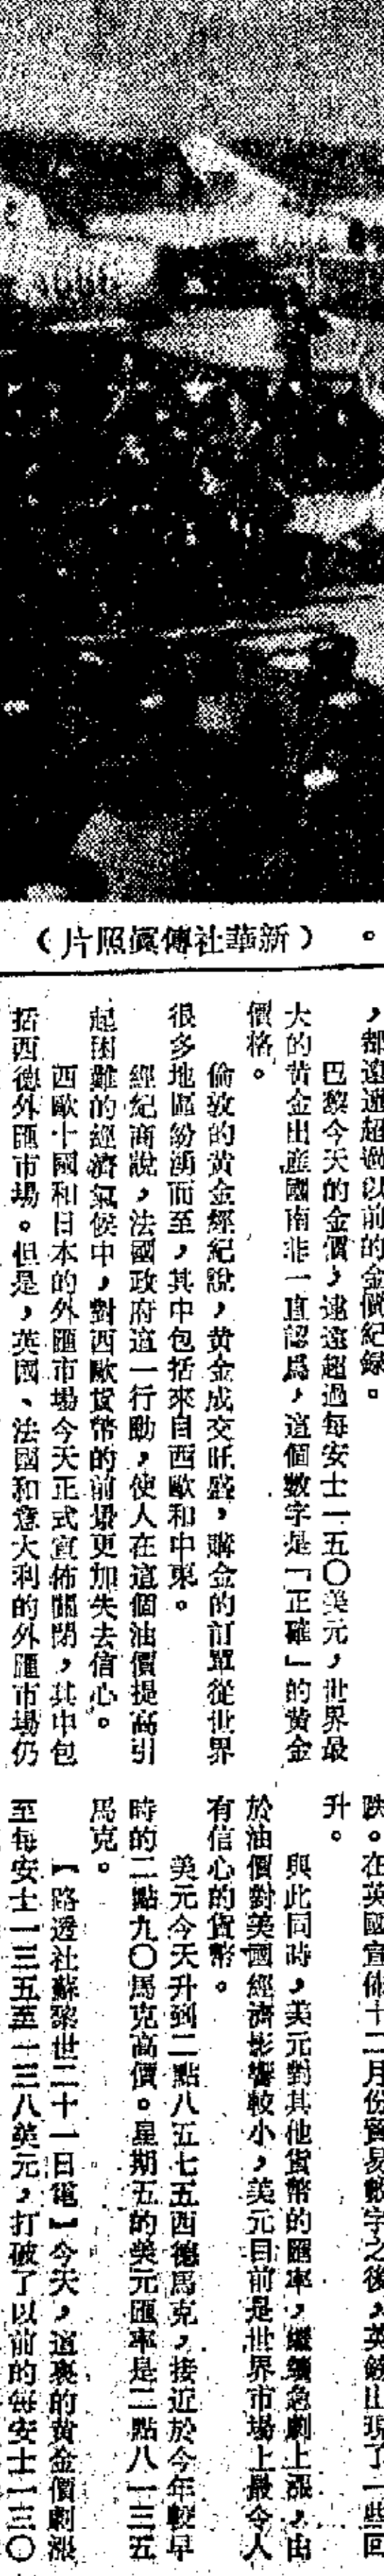 。
（新華社傳眞照片）
，都遠遠超過以前的金價紀録。
巴黎今天的金價，遠遠超過每安士一五〇美元，世界最
大的黄金出產國南非一直認爲，這個數字是「正確」的黄金
價格。
倫敦的黄金經紀說，黄金成交旺盛，購金的訂單從世界
很多地區紛湧而至，其中包括來自西歐和中東。
經紀商說，法國政府這一行動，使人在這個油價提高引
起困難的經濟氣候中，對西歐貨幣的前景更加失去信心。
西歐十國和日本的外匯市場今天正式宣佈關閉，其中包
括西德外匯市場。但是，英國、法國和意大利的外匯市場仍
跌。在英國宣佈十二月份貿易數字之後，英鎊出現了一些回
升。
與此同時，美元對其他貨幣的匯率，繼續急劇上漲，由
於油價對美國經濟影響較小，美元目前是世界市場上最令人
有信心的貨幣。
美元今天升到二點八五七五西德馬克，接近於今年較早
時的二點九〇馬克高價。星期五的美元匯率是二點八一三五
馬克。
【路透社蘇黎世二十一日電】今天，這裏的黄金價劇漲
至每安士一三五至一三八美元，打破了以前的每安士一三〇